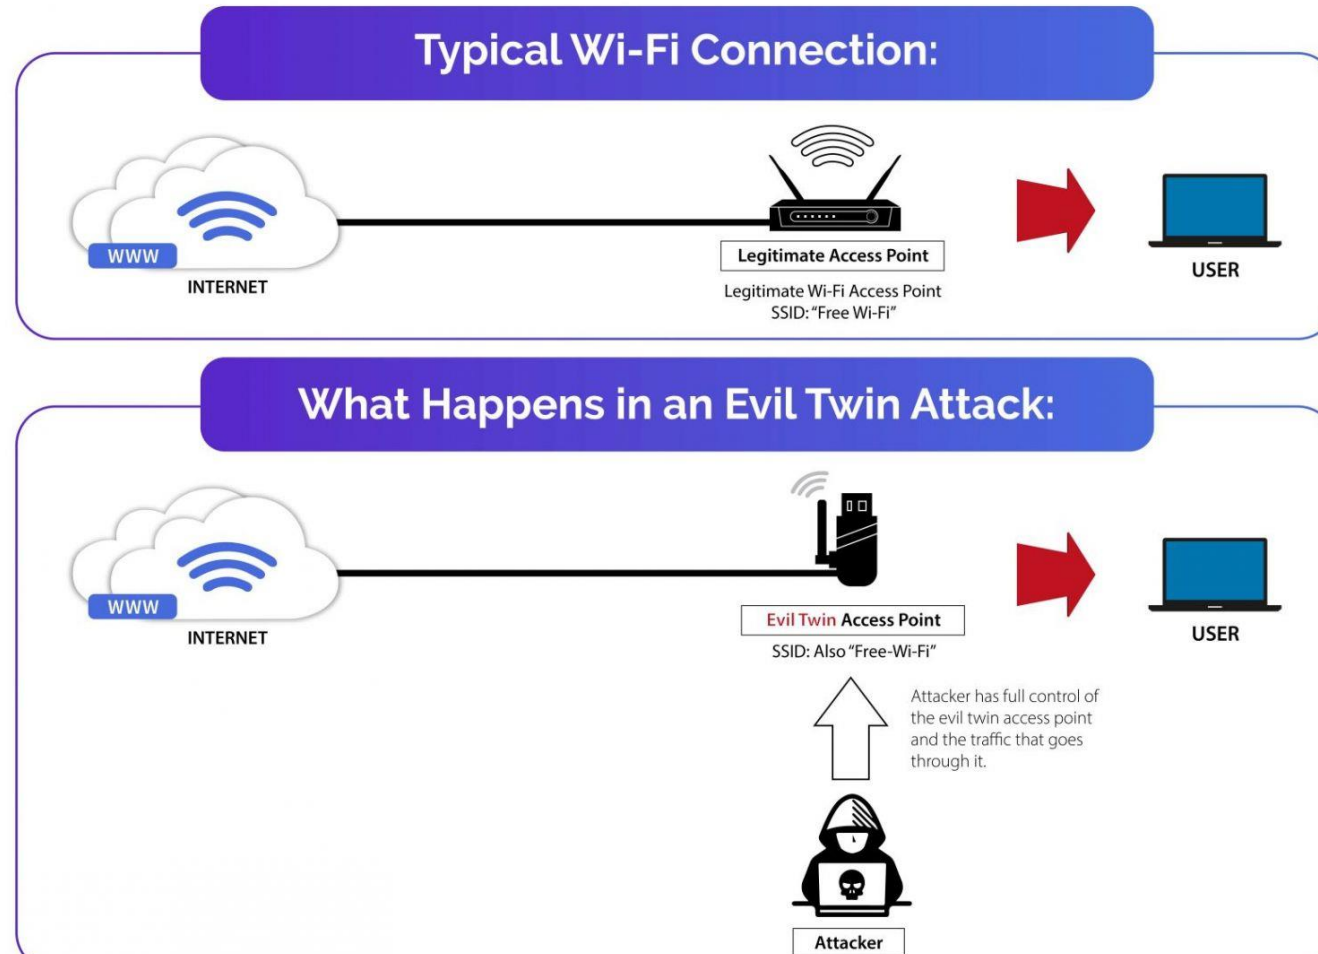 Typical Wi-Fi Connection:
WWW
INTERNET
Legitimate Access Point
Legitimate Wi-Fi Access Point
SSID: “Free Wi-Fi”
USER
What Happens in an Evil Twin Attack:
WWW
INTERNET
Evil Twin Access Point
SSID: Also “Free-Wi-Fi”
USER
Attacker has full control of
the evil twin access point
and the traffic that goes
through it.
Attacker